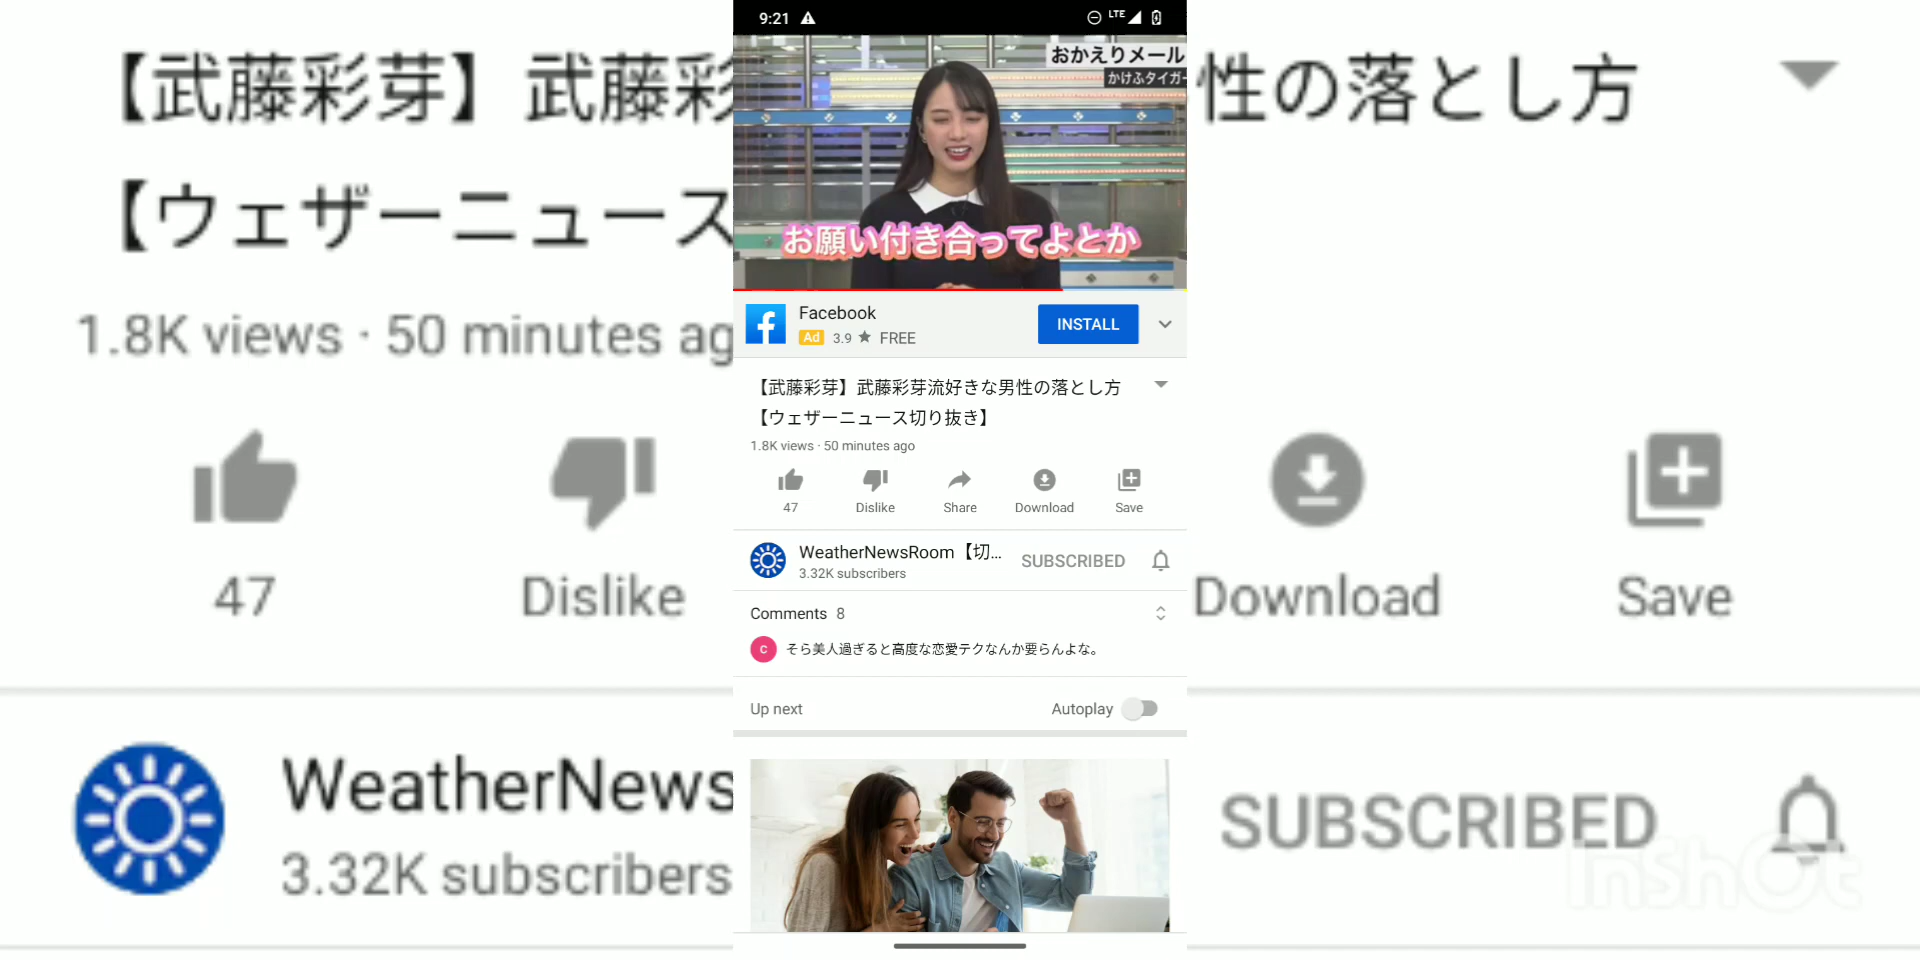 9:21
LTE
おかえりメール
かけふタイガー
お願い付き合ってよとか
Facebook
Ad 3.9 ★ FREE
INSTALL
【武藤彩芽】武藤彩芽流好きな男性の落とし方
【ウェザーニュース切り抜き】
1.8K views · 50 minutes ago
47
Dislike
Share
Download
Save
WeatherNewsRoom【切...
3.32K subscribers
SUBSCRIBED
Comments 8
C
そら美人過ぎると高度な恋愛テクなんか要らんよな。
Up next
Autoplay
【武藤彩芽】武藤彩
性の落とし方
【ウェザーニュース
1.8K views · 50 minutes ag
47
Dislike
Download
Save
WeatherNews
3.32K subscribers
SUBSCRIBED
InShOt